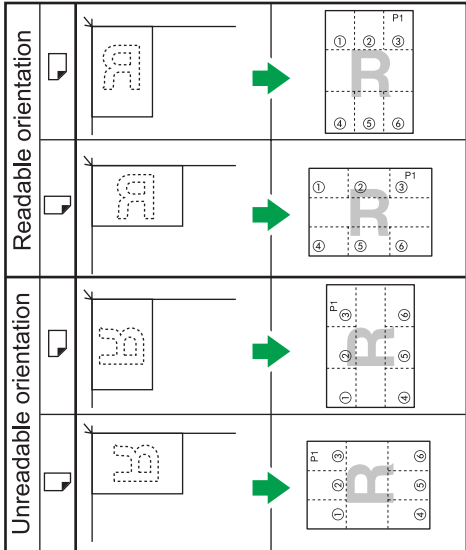 Readable orientation
P1
① ② ③
R
④ ⑤ ⑥
P1
① ② ③
R
④ ⑤ ⑥
Unreadable orientation
P1
① ② ③
R
④ ⑤ ⑥
P1
① ② ③
R
④ ⑤ ⑥